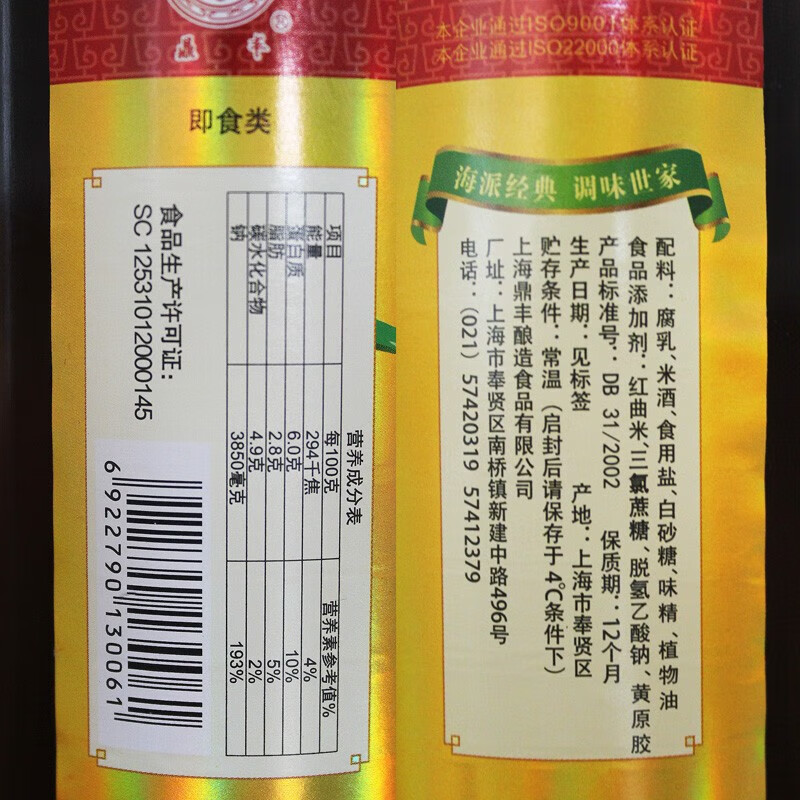 鼎丰®
即食类
营养成分表
项目 每100克 营养素参考值%
能量 294千焦 4%
蛋白质 6.0克 10%
脂肪 2.8克 5%
碳水化合物 4.9克 2%
钠 3850毫克 193%
食品生产许可证:
SC 12531012000145
6 922790 130061
本企业通过ISO9001体系认证
本企业通过ISO22000体系认证
海派经典 调味世家
配料:腐乳、米酒、食用盐、白砂糖、味精、植物油
食品添加剂:红曲米、三氯蔗糖、脱氢乙酸钠、黄原胶
产品标准号:DB 31/2002 保质期:12个月
生产日期:见标签 产地:上海市奉贤区
贮存条件:常温(启封后请保存于4℃条件下)
上海鼎丰酿造食品有限公司
厂址:上海市奉贤区南桥镇新建中路496号
电话:(021) 57420319 57412379